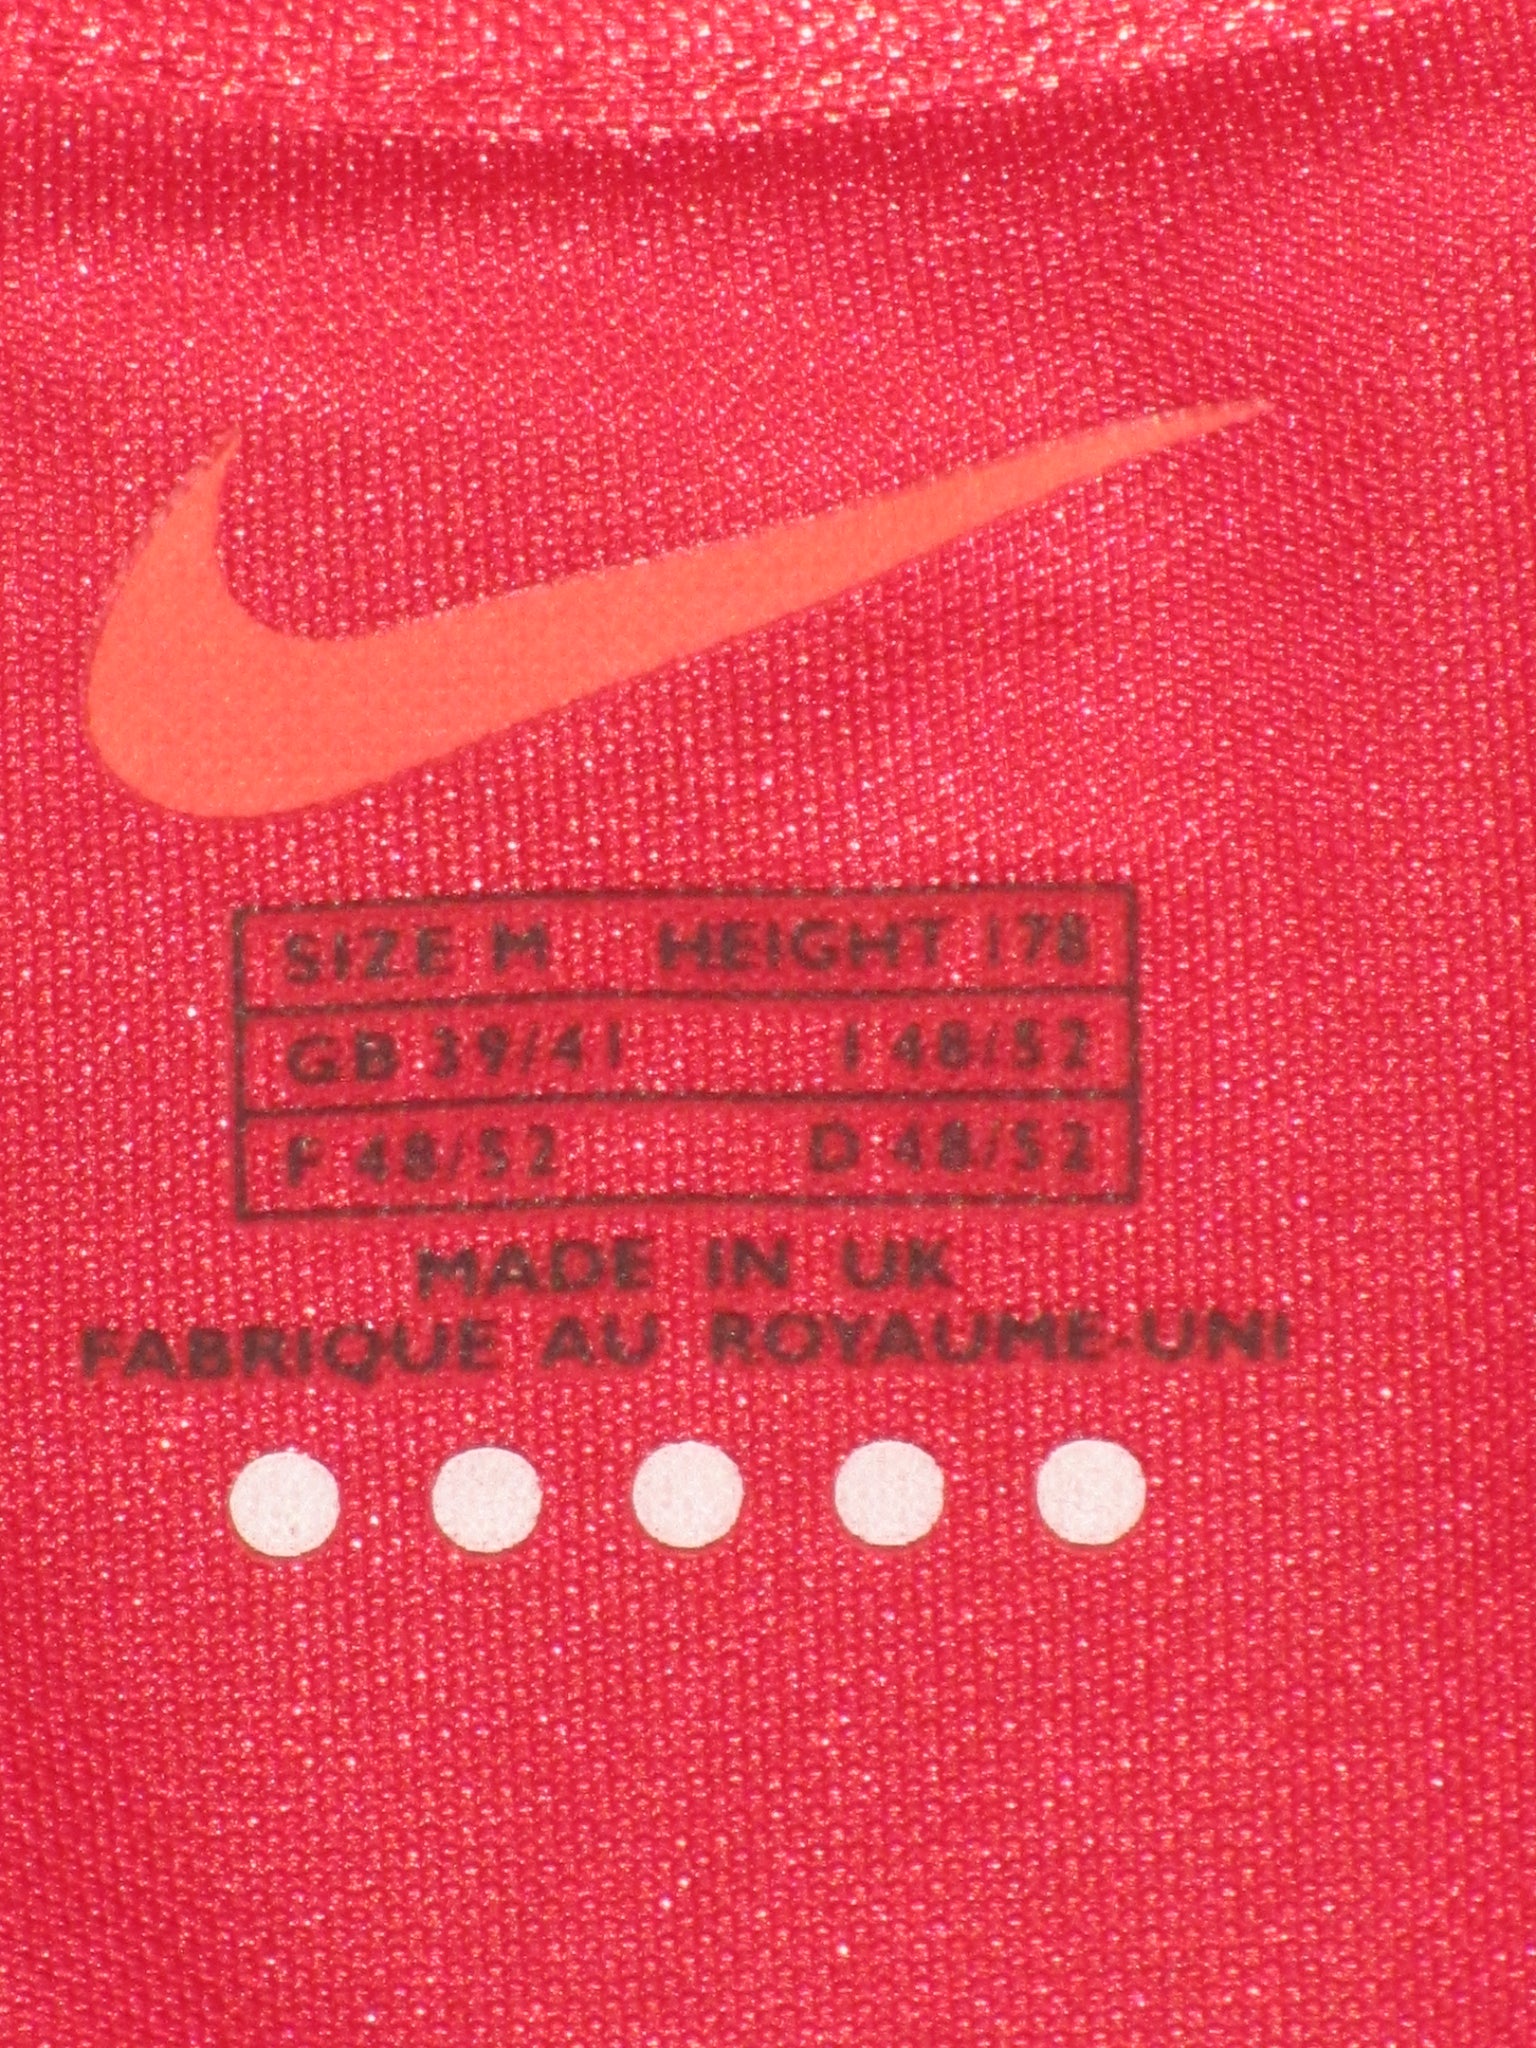 SIZE M HEIGHT 178
GB 39/41 I 48/52
F 48/52 D 48/52
MADE IN UK
FABRIQUE AU ROYAUME-UNI